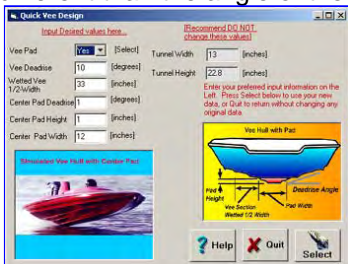 Quick Vee Design
Input Desired values here...
[Recommend DO NOT
change these values]
Vee Pad Yes [Select]
Vee Deadrise 10 [degrees]
Wetted Vee
1/2-Width 33 [inches]
Center Pad Deadrise 1 [degrees]
Center Pad Height 1 [inches]
Center Pad Width 12 [inches]
Tunnel Width 13 [inches]
Tunnel Height 22.8 [inches]
Enter your preferred input information on the
Left. Press Select below to use your new
data, or Quit to return without changing any
original data.
Simulated Vee Hull with Center Pad
Vee Hull with Pad
Pad
Height
Deadrise Angle
Pad Width
Vee Section
Wetted 1/2 Width
? Help
X Quit
Select